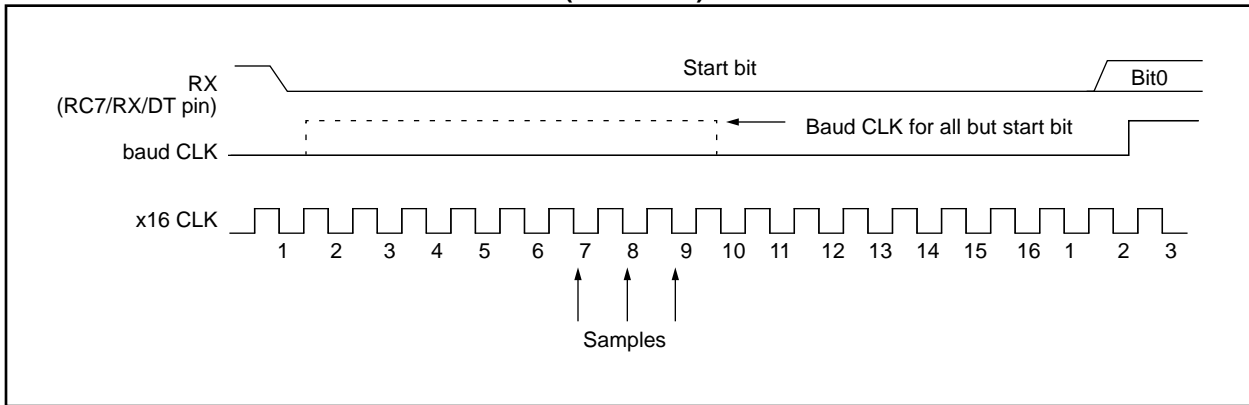 Start bit
RX
(RC7/RX/DT pin)
Bit0
Baud CLK for all but start bit
baud CLK
x16 CLK
1 2 3 4 5 6 7 8 9 10 11 12 13 14 15 16 1 2 3
Samples